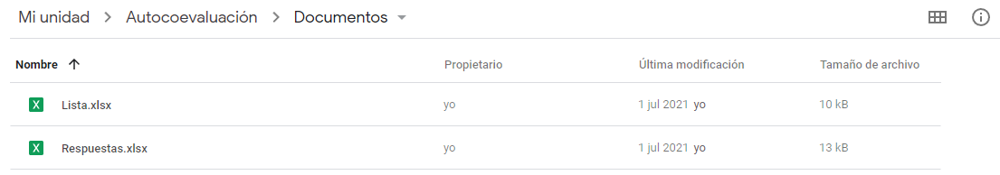 Mi unidad > Autocoevaluación > Documentos
Nombre Propietario Última modificación Tamaño de archivo
X Lista.xlsx yo 1 jul 2021 yo 10 kB
X Respuestas.xlsx yo 1 jul 2021 yo 13 kB